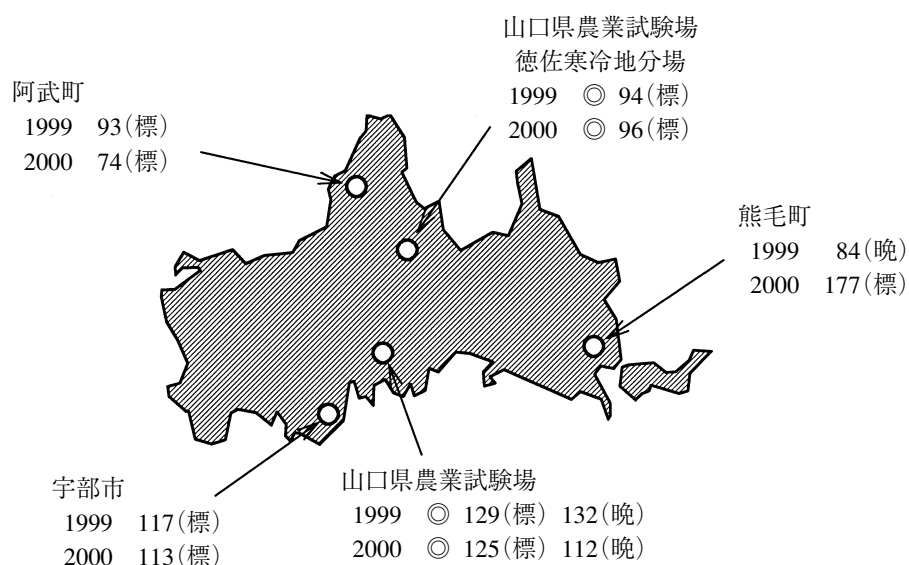 山口県農業試験場
徳佐寒冷地分場
1999 ◎ 94(標)
2000 ◎ 96(標)
阿武町
1999 93(標)
2000 74(標)
熊毛町
1999 84(晩)
2000 177(標)
宇部市
1999 117(標)
2000 113(標)
山口県農業試験場
1999 ◎ 129(標) 132(晩)
2000 ◎ 125(標) 112(晩)